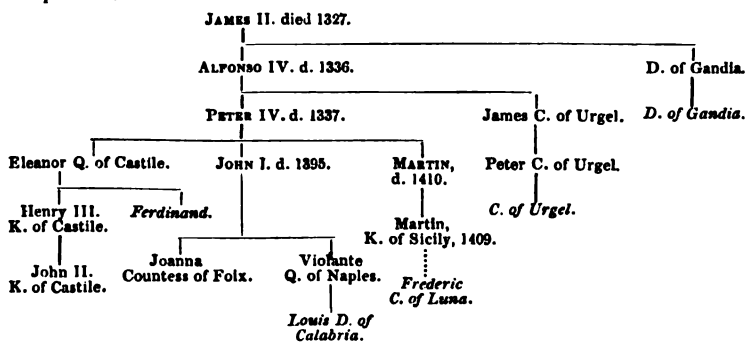 JAMES II. died 1327.
ALFONSO IV. d. 1336. D. of Gandia.
PETER IV. d. 1337. James C. of Urgel. D. of Gandia.
Eleanor Q. of Castile. JOHN I. d. 1395. MARTIN, d. 1410. Peter C. of Urgel.
Henry III. K. of Castile. Ferdinand. Martin, K. of Sicily, 1409. C. of Urgel.
John II. K. of Castile. Joanna Countess of Foix. Violante Q. of Naples. Frederic C. of Luna.
Louis D. of Calabria.